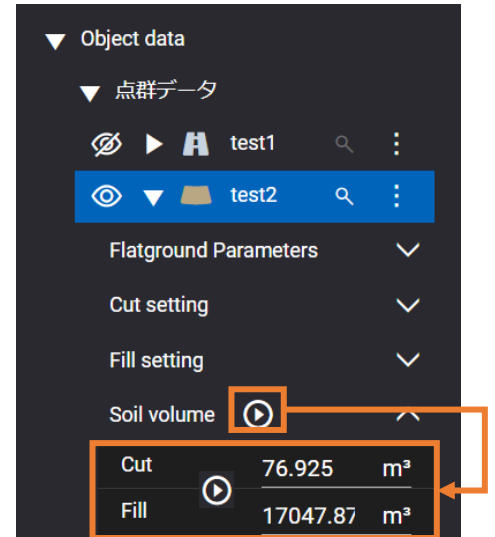 Object data
点群データ
test1
test2
Flatground Parameters
Cut setting
Fill setting
Soil volume
Cut 76.925 m³
Fill 17047.87 m³